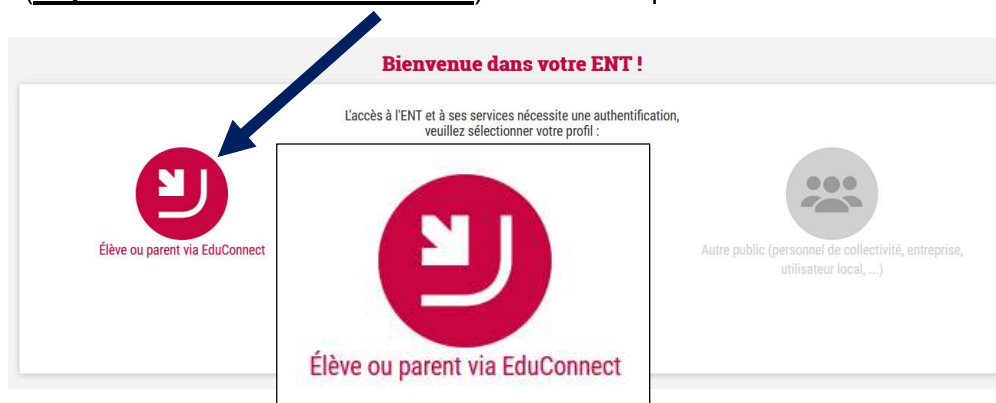 Bienvenue dans votre ENT !
L'accès à l'ENT et à ses services nécessite une authentification,
veuillez sélectionner votre profil :
Élève ou parent via EduConnect
Autre public (personnel de collectivité, entreprise,
utilisateur local, ...)
Élève ou parent via EduConnect